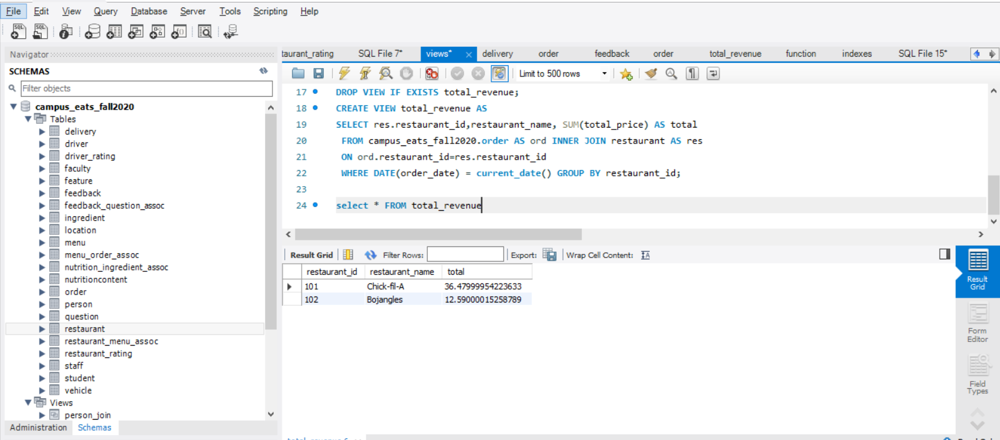 File Edit View Query Database Server Tools Scripting Help
Navigator
SCHEMAS
Filter objects
campus_eats_fall2020
Tables
delivery
driver
driver_rating
faculty
feature
feedback
feedback_question_assoc
ingredient
location
menu
menu_order_assoc
nutrition_ingredient_assoc
nutritioncontent
order
person
question
restaurant
restaurant_menu_assoc
restaurant_rating
staff
student
vehicle
Views
person_join
Administration Schemas
taurant_rating SQL File 7* views* delivery order feedback order total_revenue function indexes SQL File 15*
Limit to 500 rows
17 DROP VIEW IF EXISTS total_revenue;
18 CREATE VIEW total_revenue AS
19 SELECT res.restaurant_id,restaurant_name, SUM(total_price) AS total
20 FROM campus_eats_fall2020.order AS ord INNER JOIN restaurant AS res
21 ON ord.restaurant_id=res.restaurant_id
22 WHERE DATE(order_date) = current_date() GROUP BY restaurant_id;
23
24 select * FROM total_revenue
Result Grid Filter Rows: Export: Wrap Cell Content:
restaurant_id restaurant_name total
101 Chick-fil-A 36.47999954223633
102 Bojangles 12.59000015258789
Result
Grid
Form
Editor
Field
Types